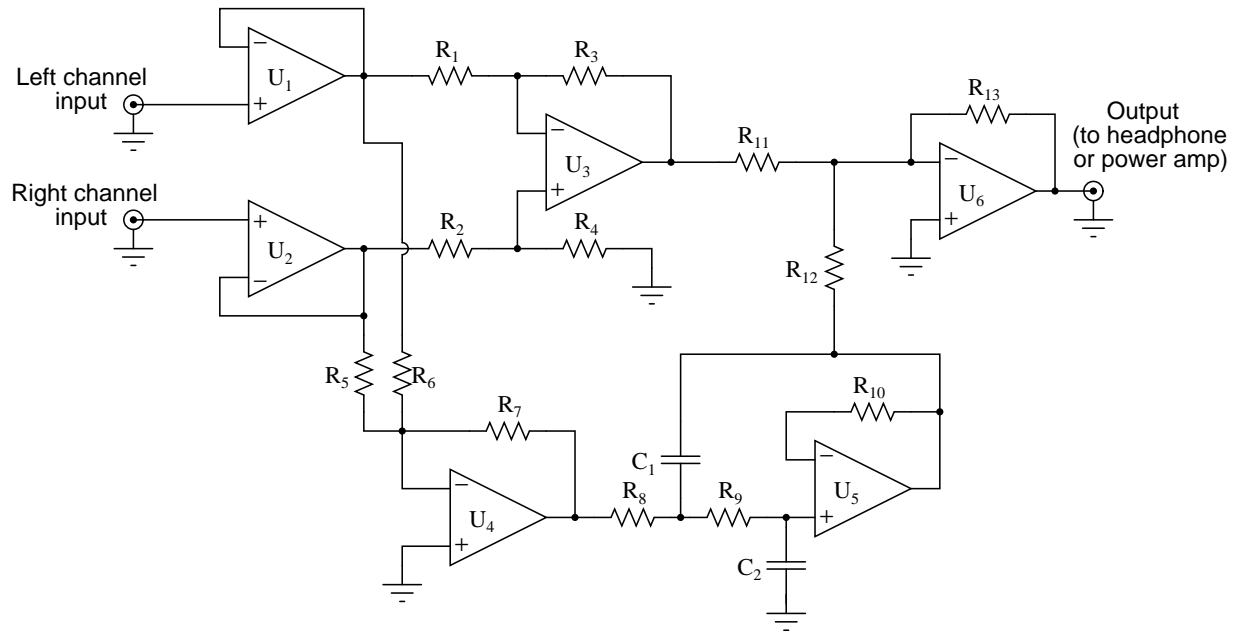 Left channel
input
Right channel
input
U1
U2
U3
U4
U5
U6
R1
R2
R3
R4
R5
R6
R7
R8
R9
R10
R11
R12
R13
C1
C2
−
+
+
−
−
+
−
+
−
+
−
+
Output
(to headphone
or power amp)